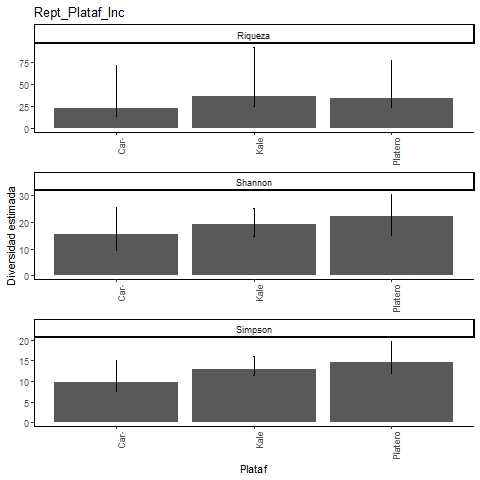 Rept_Plataf_Inc
Riqueza
75
50
25
0
Car-
Kale
Platero
Shannon
30
20
10
0
Car-
Kale
Platero
Simpson
20
15
10
5
0
Car-
Kale
Platero
Diversidad estimada
Plataf